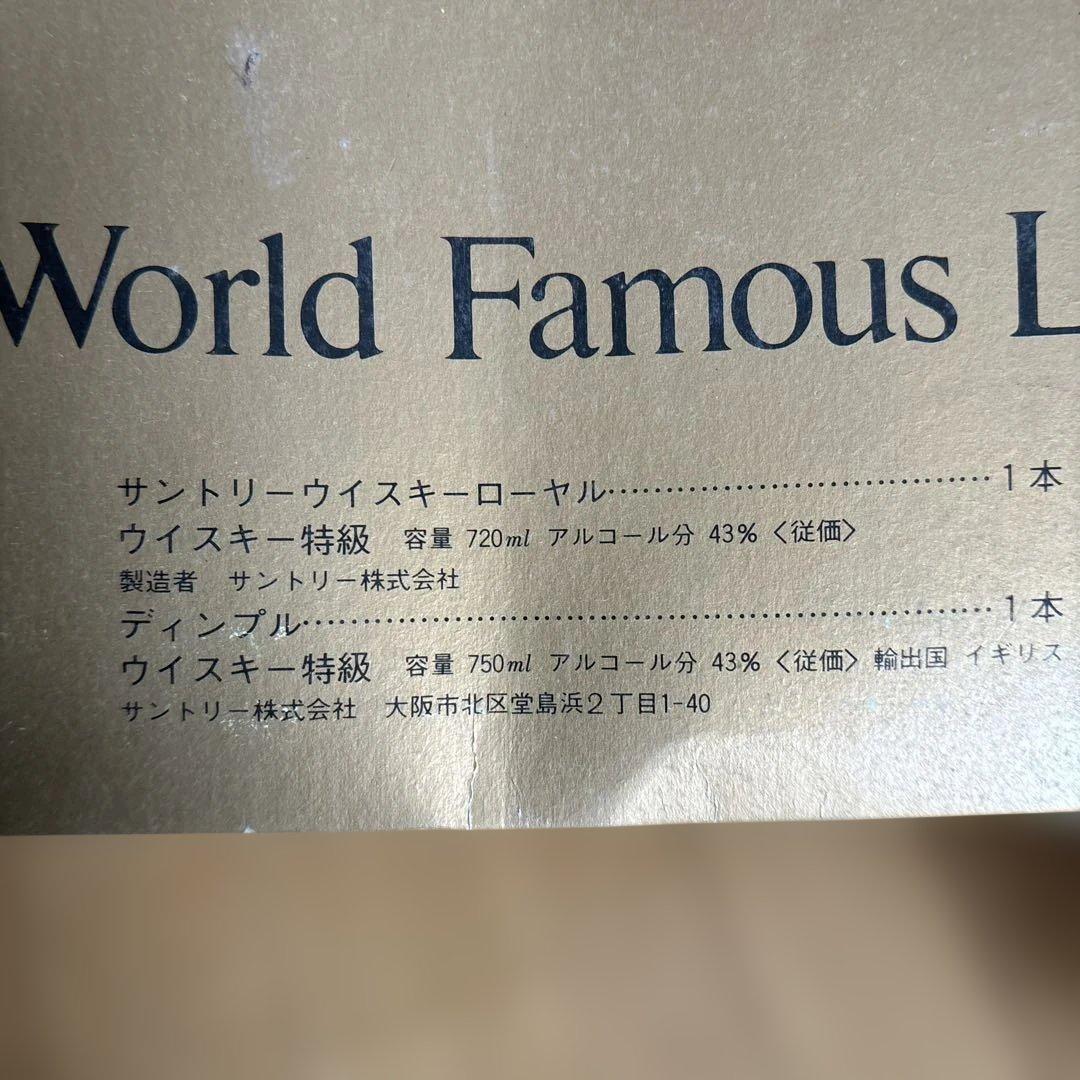 World Famous L
サントリーウイスキーローヤル……………………………1本
ウイスキー特級 容量 720ml アルコール分 43% 〈従価〉
製造者 サントリー株式会社
ディンプル……………………………………………………1本
ウイスキー特級 容量 750ml アルコール分 43% 〈従価〉 輸出国 イギリス
サントリー株式会社 大阪市北区堂島浜2丁目1-40